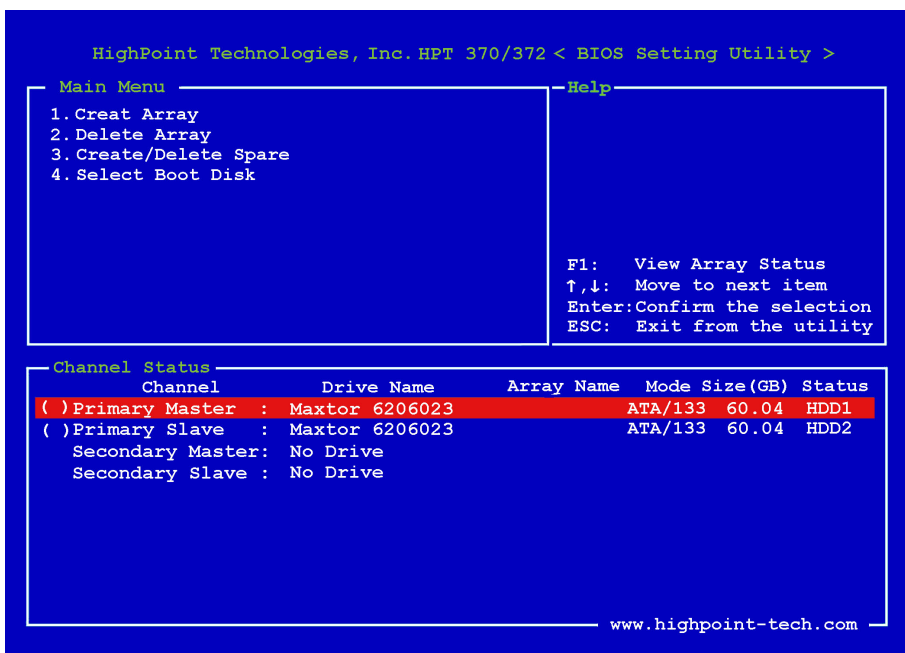 HighPoint Technologies, Inc. HPT 370/372 < BIOS Setting Utility >
Main Menu
1. Creat Array
2. Delete Array
3. Create/Delete Spare
4. Select Boot Disk
Help
F1: View Array Status
↑,↓: Move to next item
Enter:Confirm the selection
ESC: Exit from the utility
Channel Status
Channel Drive Name Array Name Mode Size(GB) Status
( )Primary Master : Maxtor 6206023 ATA/133 60.04 HDD1
( )Primary Slave : Maxtor 6206023 ATA/133 60.04 HDD2
Secondary Master: No Drive
Secondary Slave : No Drive
www.highpoint-tech.com